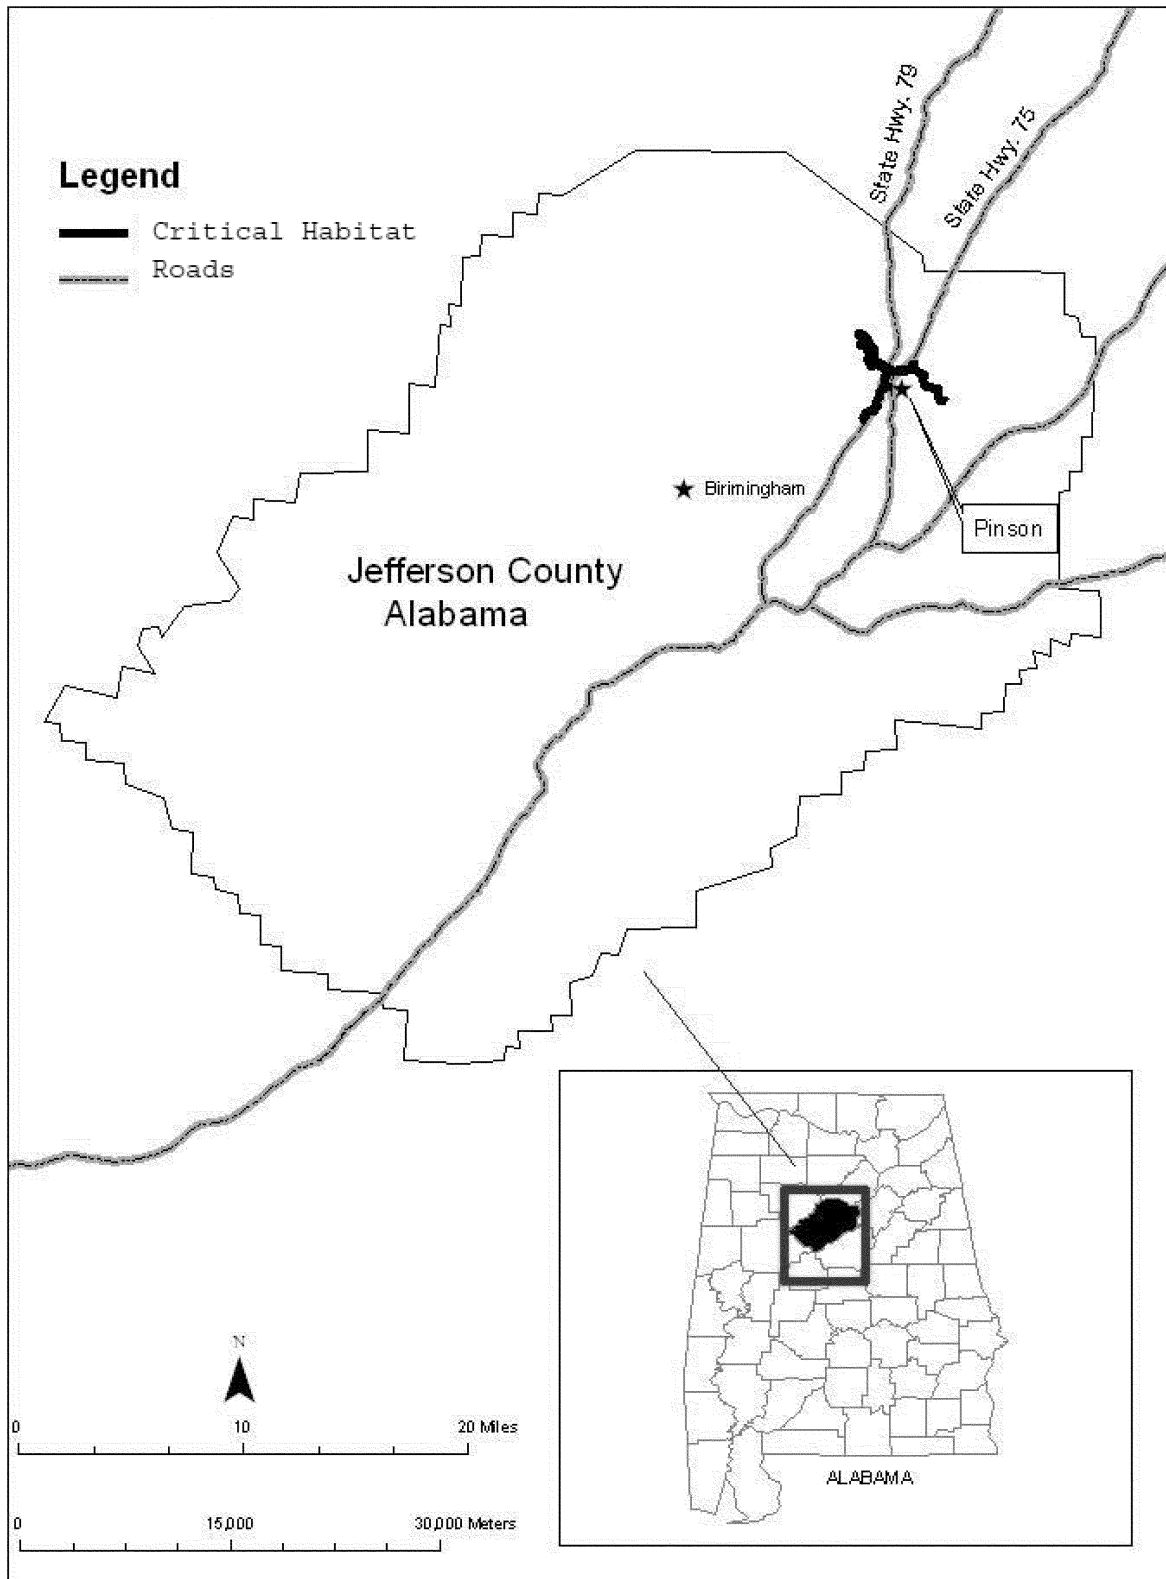 State Hwy. 79
State Hwy. 75
Legend
Critical Habitat
Roads
Birimingham
Pinson
Jefferson County
Alabama
N
0 10 20 Miles
0 15,000 30,000 Meters
ALABAMA